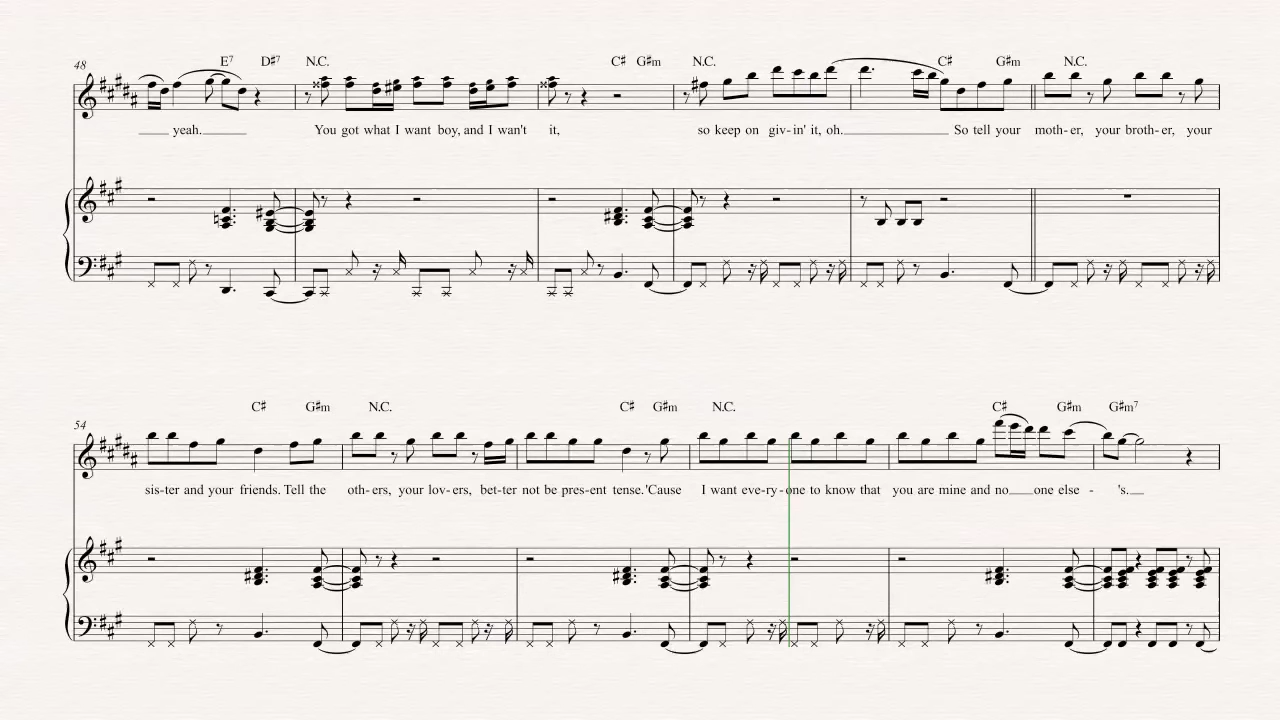 48 E7 D♯7 N.C. C♯ G♯m N.C. C♯ G♯m N.C.
yeah. You got what I want boy, and I wan't it, so keep on giv-in' it, oh. So tell your moth-er, your broth-er, your
54 C♯ G♯m N.C. C♯ G♯m N.C. C♯ G♯m G♯m7
sis-ter and your friends. Tell the oth-ers, your lov-ers, bet-ter not be pres-ent tense. 'Cause I want eve-ry-one to know that you are mine and no one else - 's.